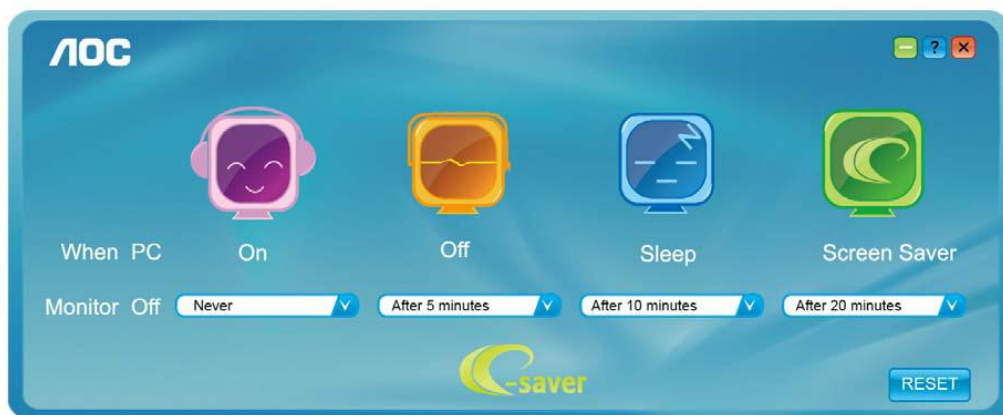 AOC
?
When PC On Off Sleep Screen Saver
Monitor Off Never After 5 minutes After 10 minutes After 20 minutes
e-saver
RESET